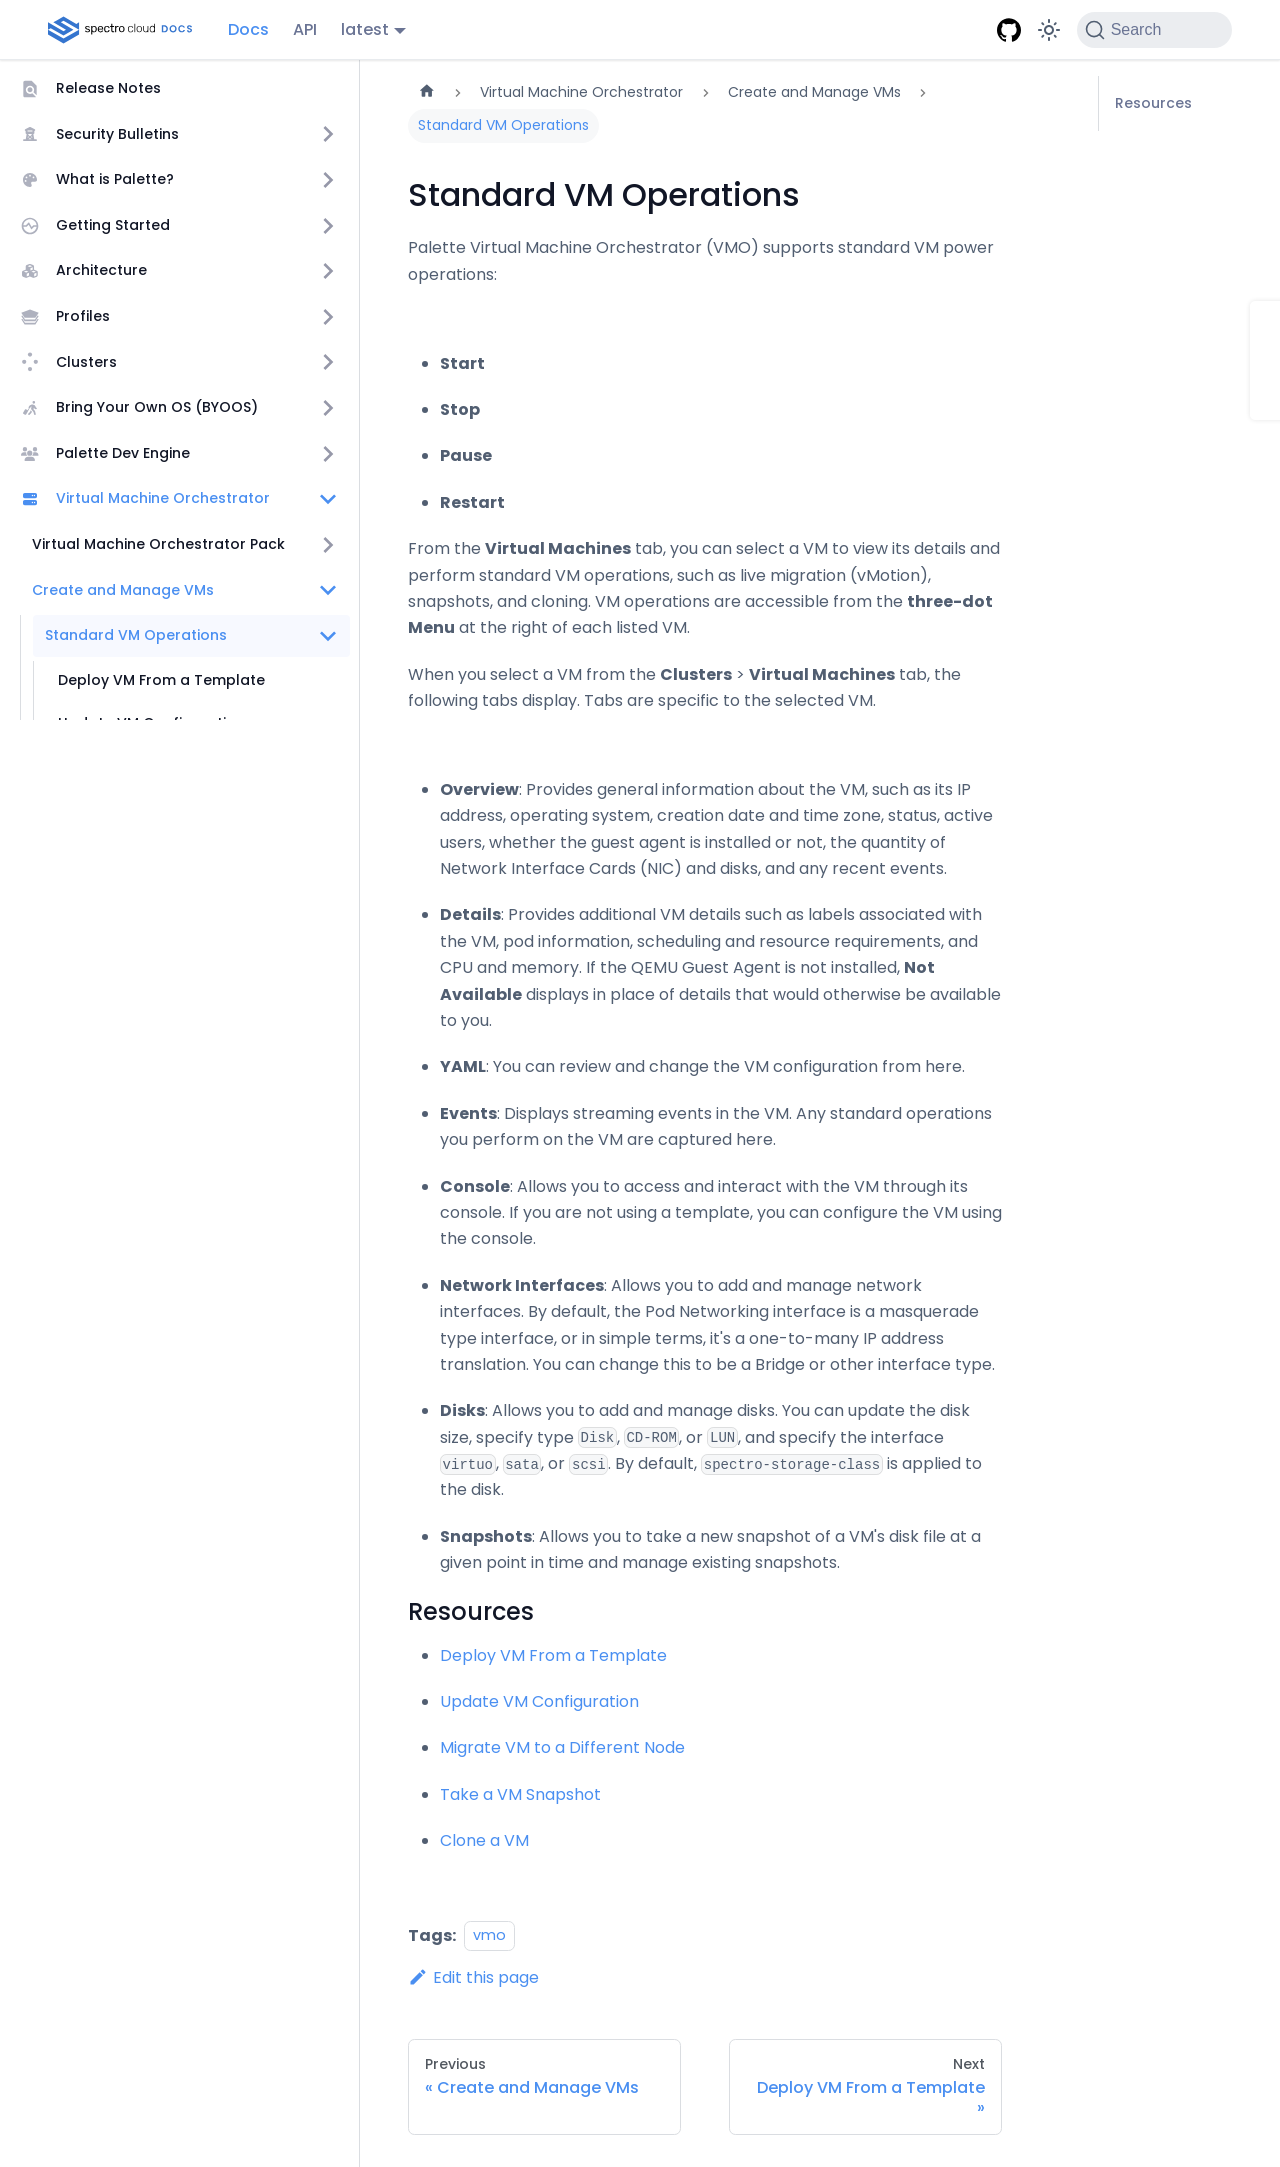 spectro cloud DOCS
Docs
API
latest
Search
Release Notes
Security Bulletins
What is Palette?
Getting Started
Architecture
Profiles
Clusters
Bring Your Own OS (BYOOS)
Palette Dev Engine
Virtual Machine Orchestrator
Virtual Machine Orchestrator Pack
Create and Manage VMs
Standard VM Operations
Deploy VM From a Template
Virtual Machine Orchestrator
Create and Manage VMs
Standard VM Operations
Resources
Standard VM Operations
Palette Virtual Machine Orchestrator (VMO) supports standard VM power
operations:
Start
Stop
Pause
Restart
From the Virtual Machines tab, you can select a VM to view its details and
perform standard VM operations, such as live migration (vMotion),
snapshots, and cloning. VM operations are accessible from the three-dot
Menu at the right of each listed VM.
When you select a VM from the Clusters > Virtual Machines tab, the
following tabs display. Tabs are specific to the selected VM.
Overview: Provides general information about the VM, such as its IP
address, operating system, creation date and time zone, status, active
users, whether the guest agent is installed or not, the quantity of
Network Interface Cards (NIC) and disks, and any recent events.
Details: Provides additional VM details such as labels associated with
the VM, pod information, scheduling and resource requirements, and
CPU and memory. If the QEMU Guest Agent is not installed, Not
Available displays in place of details that would otherwise be available
to you.
YAML: You can review and change the VM configuration from here.
Events: Displays streaming events in the VM. Any standard operations
you perform on the VM are captured here.
Console: Allows you to access and interact with the VM through its
console. If you are not using a template, you can configure the VM using
the console.
Network Interfaces: Allows you to add and manage network
interfaces. By default, the Pod Networking interface is a masquerade
type interface, or in simple terms, it's a one-to-many IP address
translation. You can change this to be a Bridge or other interface type.
Disks: Allows you to add and manage disks. You can update the disk
size, specify type Disk, CD-ROM, or LUN, and specify the interface
virtuo, sata, or scsi. By default, spectro-storage-class is applied to
the disk.
Snapshots: Allows you to take a new snapshot of a VM's disk file at a
given point in time and manage existing snapshots.
Resources
Deploy VM From a Template
Update VM Configuration
Migrate VM to a Different Node
Take a VM Snapshot
Clone a VM
Tags: vmo
Edit this page
Previous
« Create and Manage VMs
Next
Deploy VM From a Template
»